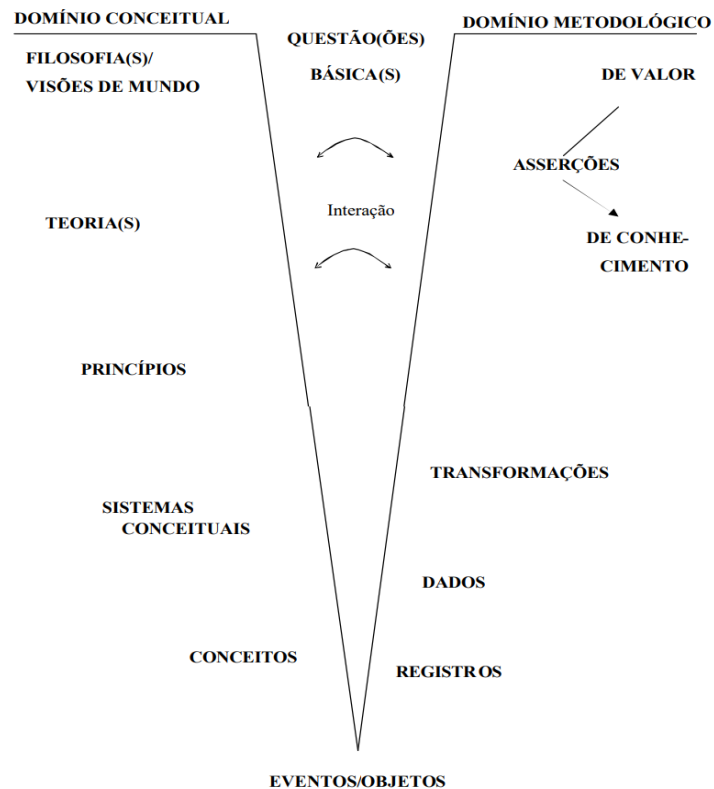 DOMÍNIO CONCEITUAL
QUESTÃO(ÕES)
BÁSICA(S)
DOMÍNIO METODOLÓGICO
FILOSOFIA(S)/
VISÕES DE MUNDO
DE VALOR
ASSERÇÕES
Interação
TEORIA(S)
DE CONHE-
CIMENTO
PRINCÍPIOS
TRANSFORMAÇÕES
SISTEMAS
CONCEITUAIS
DADOS
CONCEITOS
REGISTROS
EVENTOS/OBJETOS